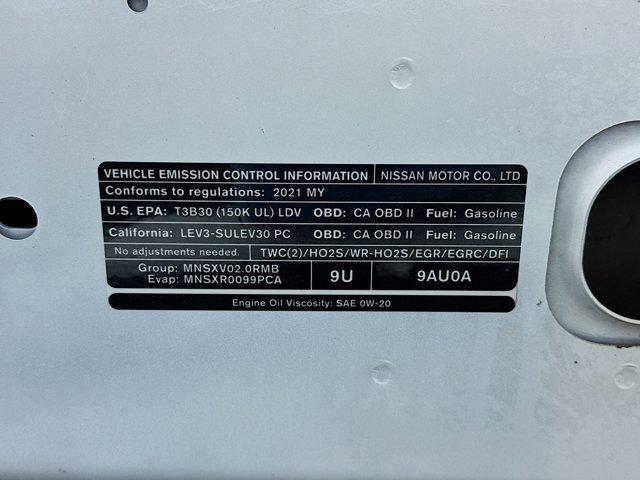 VEHICLE EMISSION CONTROL INFORMATION NISSAN MOTOR CO., LTD
Conforms to regulations: 2021 MY
U.S. EPA: T3B30 (150K UL) LDV OBD: CA OBD II Fuel: Gasoline
California: LEV3-SULEV30 PC OBD: CA OBD II Fuel: Gasoline
No adjustments needed. TWC(2)/HO2S/WR-HO2S/EGR/EGRC/DFI
Group: MNSXV02.0RMB 9U 9AU0A
Evap: MNSXR0099PCA
Engine Oil Viscosity: SAE 0W-20